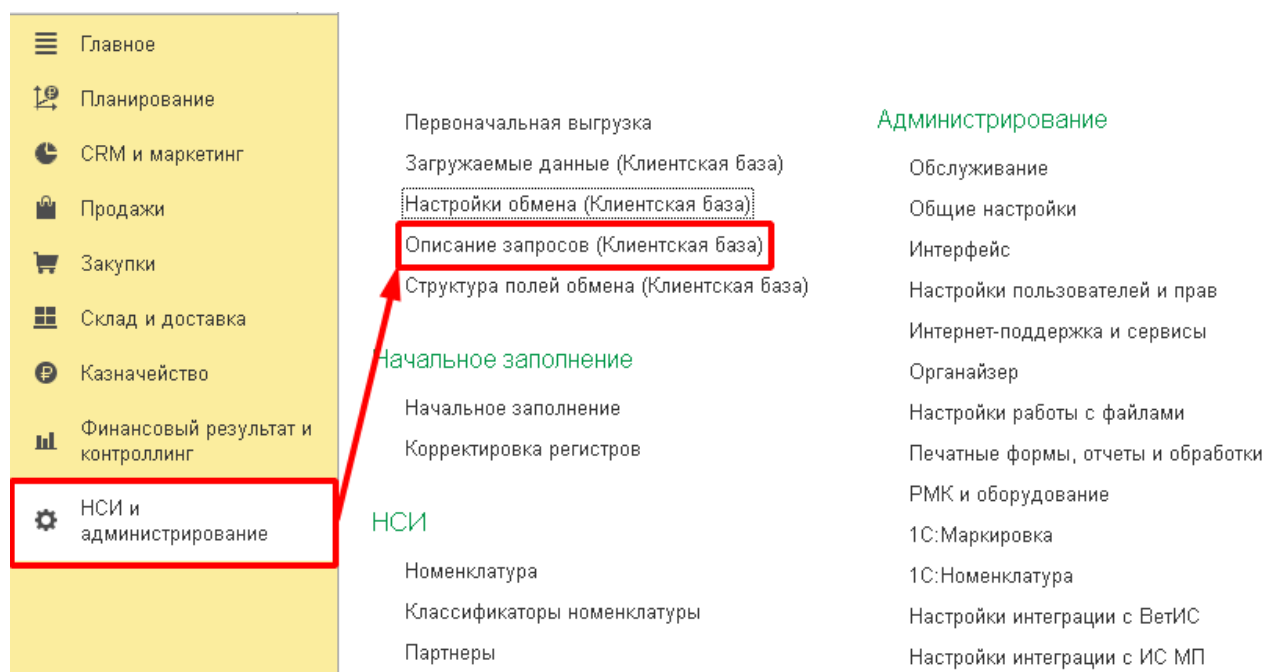 Главное
Планирование
CRM и маркетинг
Продажи
Закупки
Склад и доставка
Казначейство
Финансовый результат и
контроллинг
НСИ и
администрирование
Первоначальная выгрузка
Загружаемые данные (Клиентская база)
Настройки обмена (Клиентская база)
Описание запросов (Клиентская база)
Структура полей обмена (Клиентская база)
Начальное заполнение
Начальное заполнение
Корректировка регистров
НСИ
Номенклатура
Классификаторы номенклатуры
Партнеры
Администрирование
Обслуживание
Общие настройки
Интерфейс
Настройки пользователей и прав
Интернет-поддержка и сервисы
Органайзер
Настройки работы с файлами
Печатные формы, отчеты и обработки
РМК и оборудование
1С:Маркировка
1С:Номенклатура
Настройки интеграции с ВетИС
Настройки интеграции с ИС МП